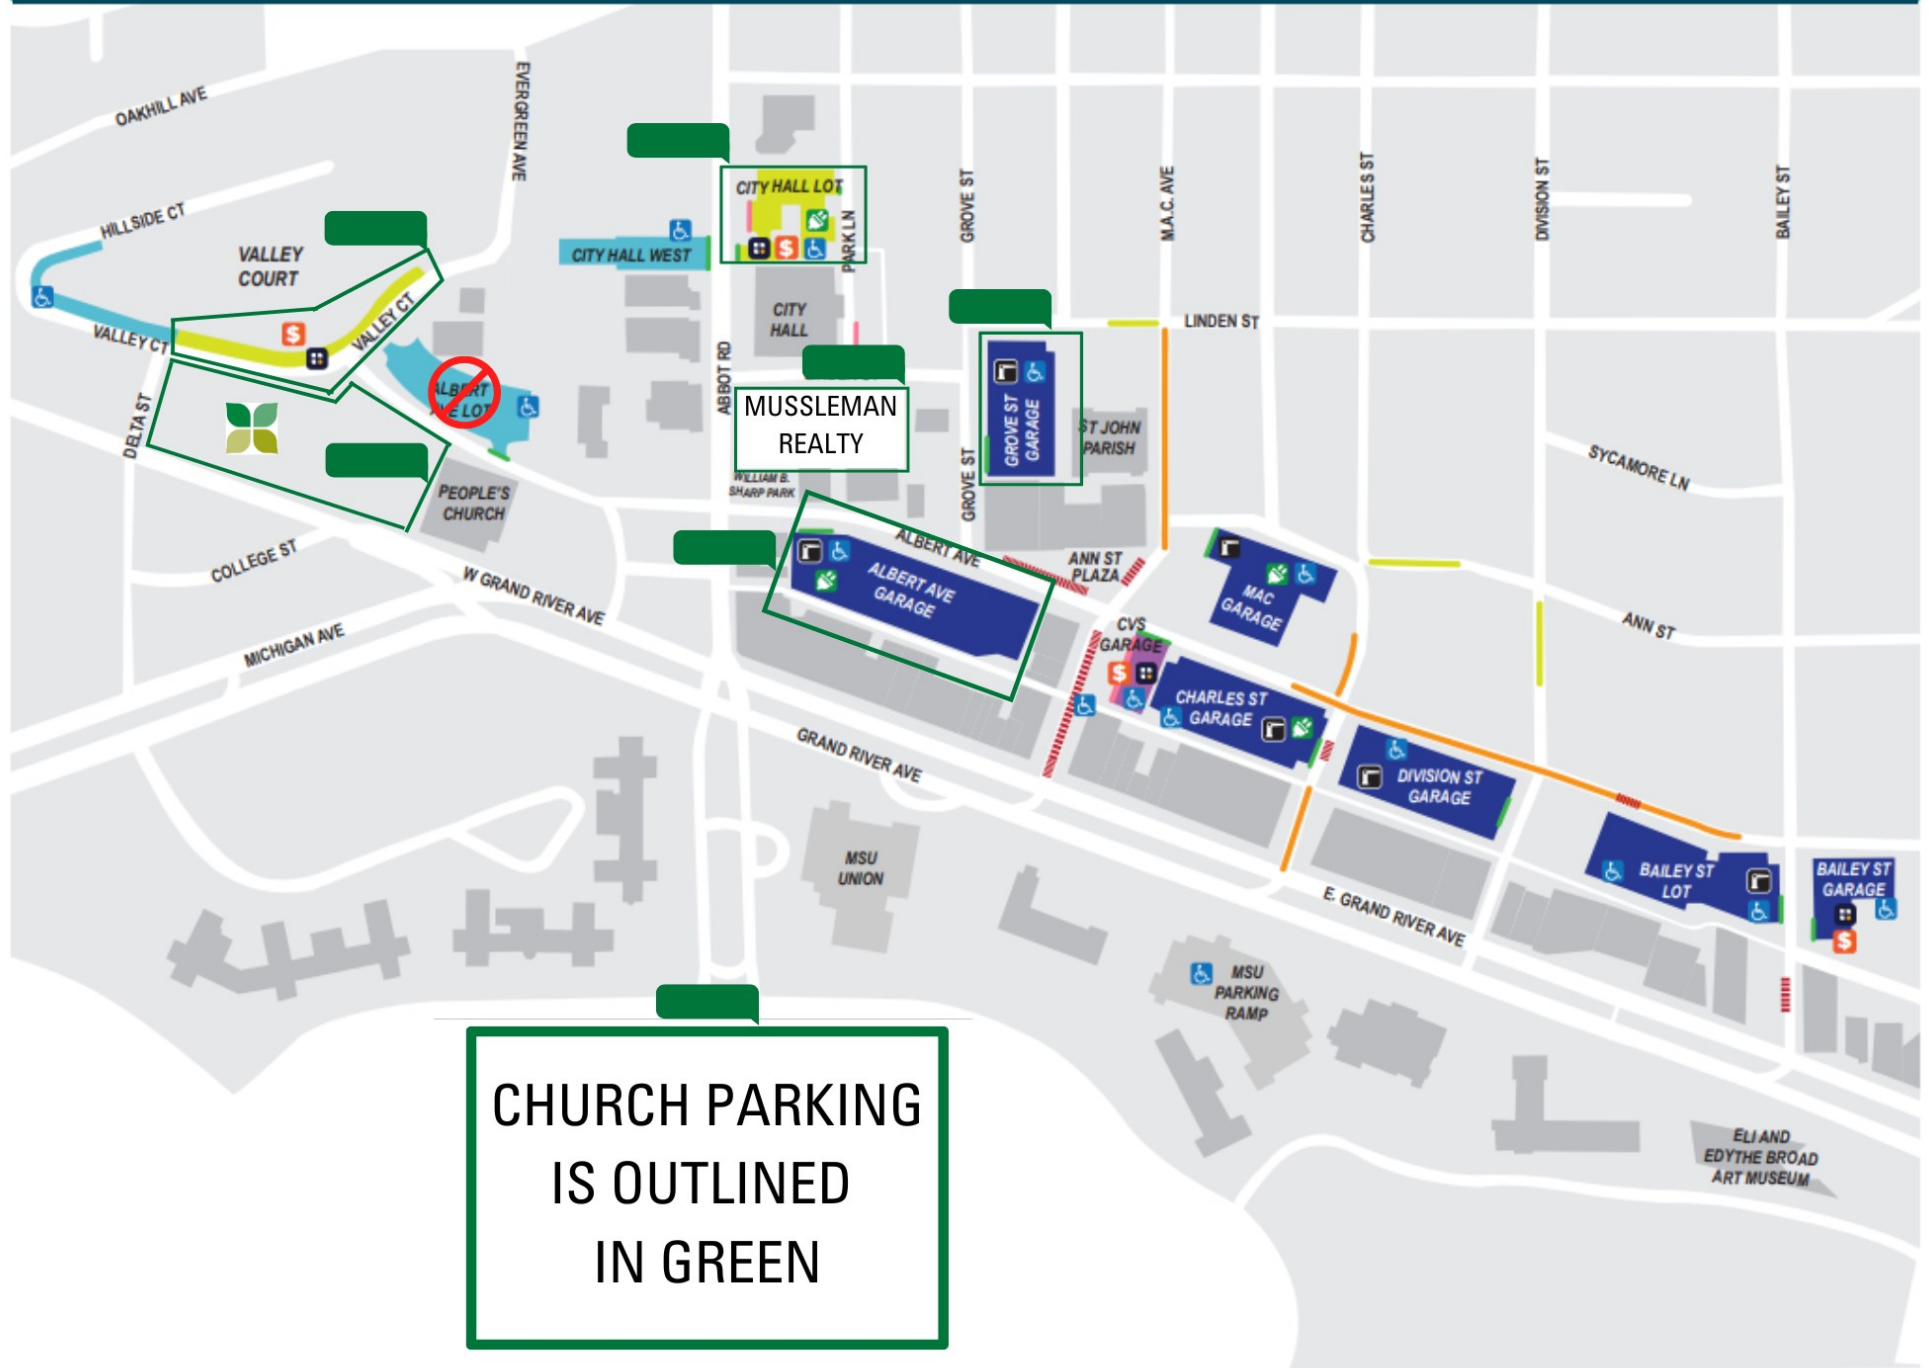 OAKHILL AVE
EVERGREEN AVE
HILLSIDE CT
VALLEY
COURT
VALLEY CT
VALLEY CT
DELTA ST
CITY HALL WEST
CITY HALL LOT
PARK LN
CITY
HALL
ABBOT RD
GROVE ST
M.A.C. AVE
CHARLES ST
DIVISION ST
BAILEY ST
LINDEN ST
ALBERT
AVE LOT
MUSSLEMAN
REALTY
GROVE ST
GARAGE
ST JOHN
PARISH
SYCAMORE LN
PEOPLE'S
CHURCH
WILLIAM B.
SHARP PARK
GROVE ST
COLLEGE ST
W GRAND RIVER AVE
MICHIGAN AVE
ALBERT AVE
ALBERT AVE
GARAGE
ANN ST
PLAZA
MAC
GARAGE
ANN ST
CVS
GARAGE
CHARLES ST
GARAGE
DIVISION ST
GARAGE
GRAND RIVER AVE
MSU
UNION
BAILEY ST
LOT
BAILEY ST
GARAGE
E. GRAND RIVER AVE
MSU
PARKING
RAMP
ELI AND
EDYTHE BROAD
ART MUSEUM
CHURCH PARKING
IS OUTLINED
IN GREEN